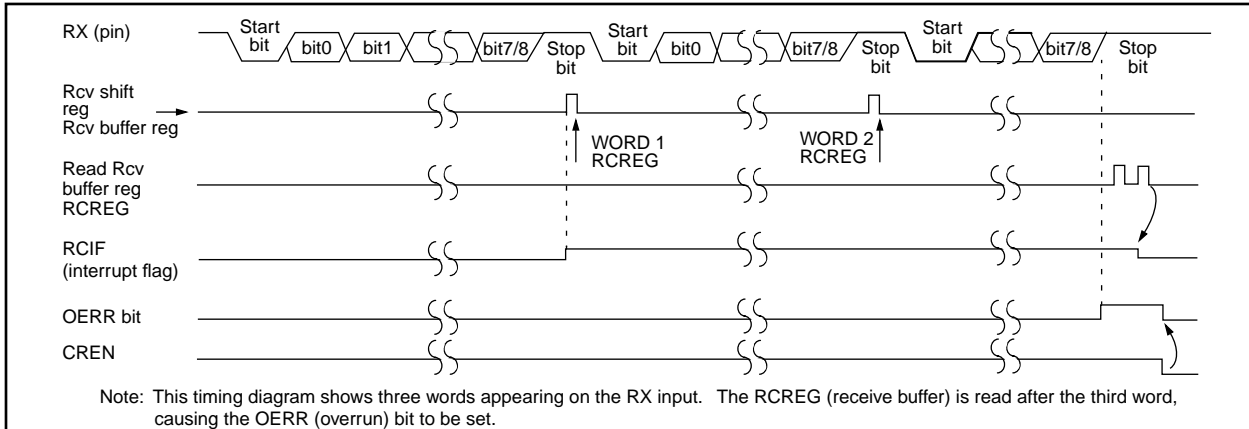 RX (pin)
Start
bit
bit0
bit1
bit7/8
Stop
bit
Start
bit
bit0
bit7/8
Stop
bit
Start
bit
bit7/8
Stop
bit
Rcv shift
reg
Rcv buffer reg
WORD 1
RCREG
WORD 2
RCREG
Read Rcv
buffer reg
RCREG
RCIF
(interrupt flag)
OERR bit
CREN
Note: This timing diagram shows three words appearing on the RX input. The RCREG (receive buffer) is read after the third word,
causing the OERR (overrun) bit to be set.